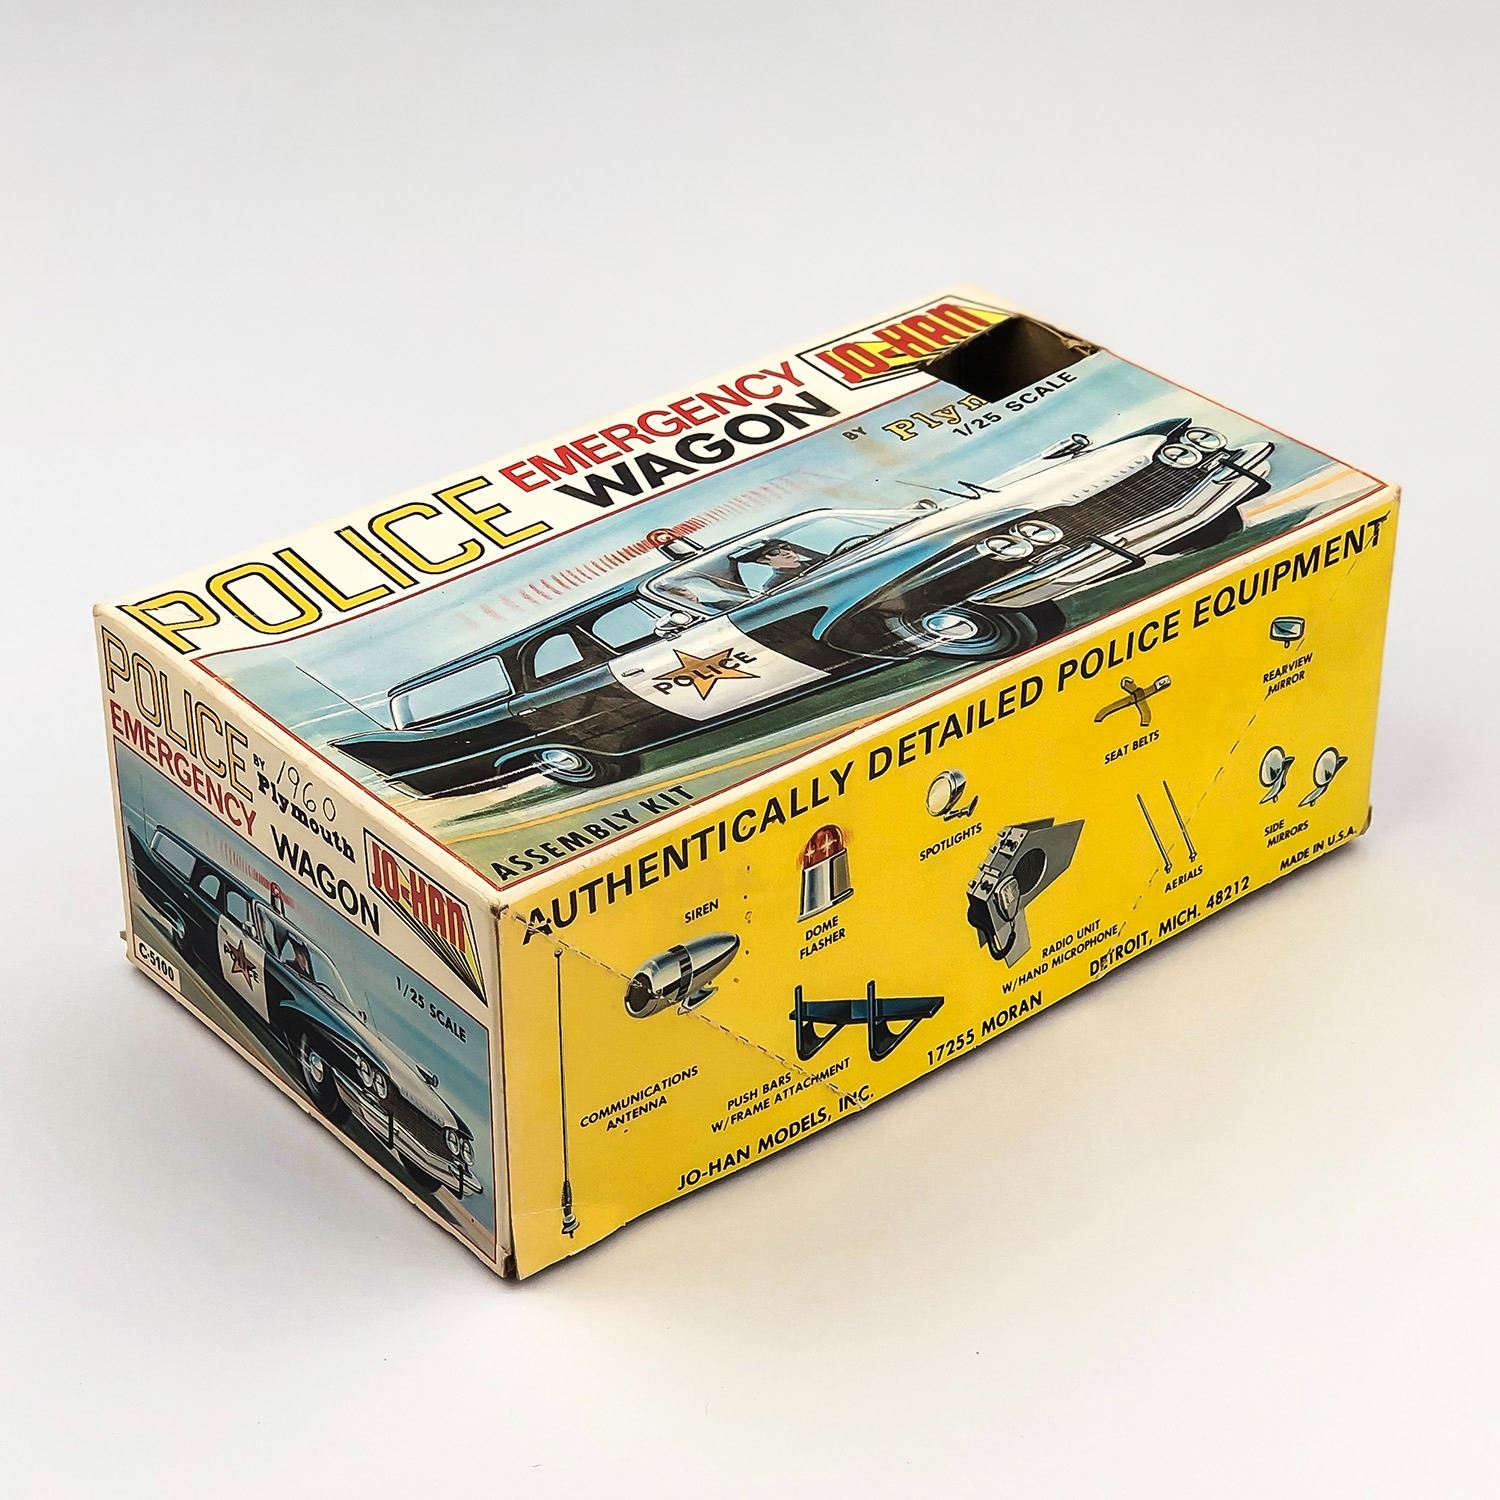 POLICE
EMERGENCY
WAGON
JO-HAN
BY Plym
1/25 SCALE
POLICE
ASSEMBLY KIT
POLICE
EMERGENCY
BY 1960
Plymouth
WAGON
JO-HAN
POLICE
C-5100
1/25 SCALE
AUTHENTICALLY DETAILED POLICE EQUIPMENT
REARVIEW
MIRROR
SEAT BELTS
SPOTLIGHTS
SIREN
DOME
FLASHER
AERIALS
SIDE
MIRRORS
RADIO UNIT
W/HAND MICROPHONE
COMMUNICATIONS
ANTENNA
PUSH BARS
W/FRAME ATTACHMENT
JO-HAN MODELS, INC. 17255 MORAN DETROIT, MICH. 48212 MADE IN U.S.A.